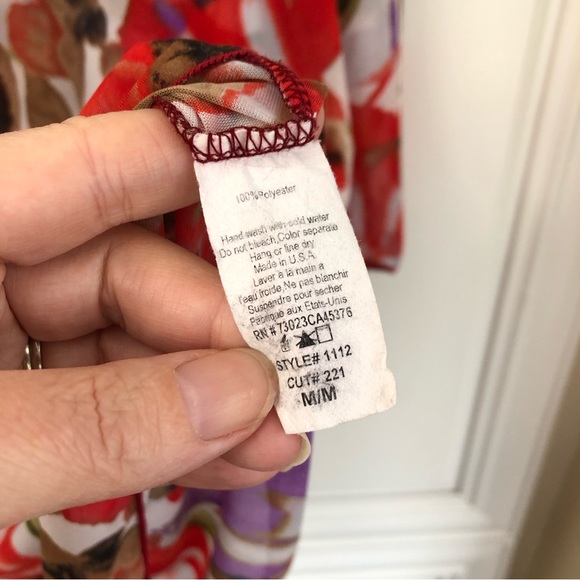 100%Polyester
Hand wash with cold water
Do not bleach,Color separate
Hang or line dry
Made in U.S.A
Laver à là main a
l'eau froide,Ne pas blanchir
Suspendre pour secher
Fabrique aux Etats-Unis
RN # 73023CA45376
STYLE# 1112
CUT# 221
M/M